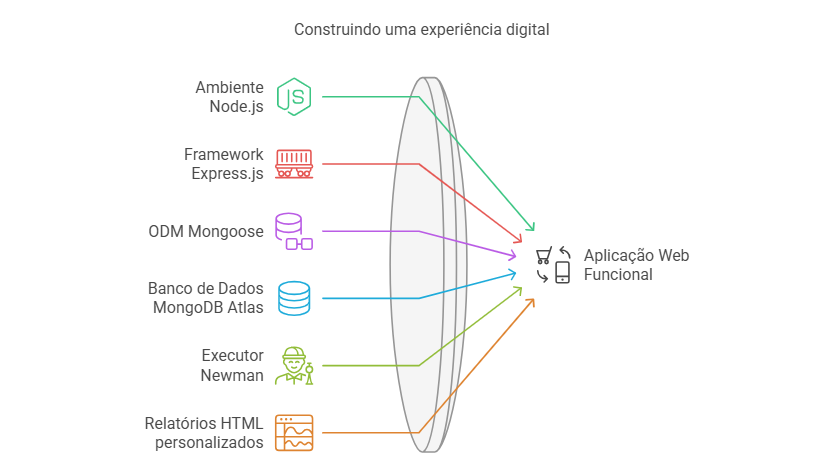 Construindo uma experiência digital
Ambiente
Node.js
JS
Framework
Express.js
ODM Mongoose
Aplicação Web
Funcional
Banco de Dados
MongoDB Atlas
Executor
Newman
Relatórios HTML
personalizados